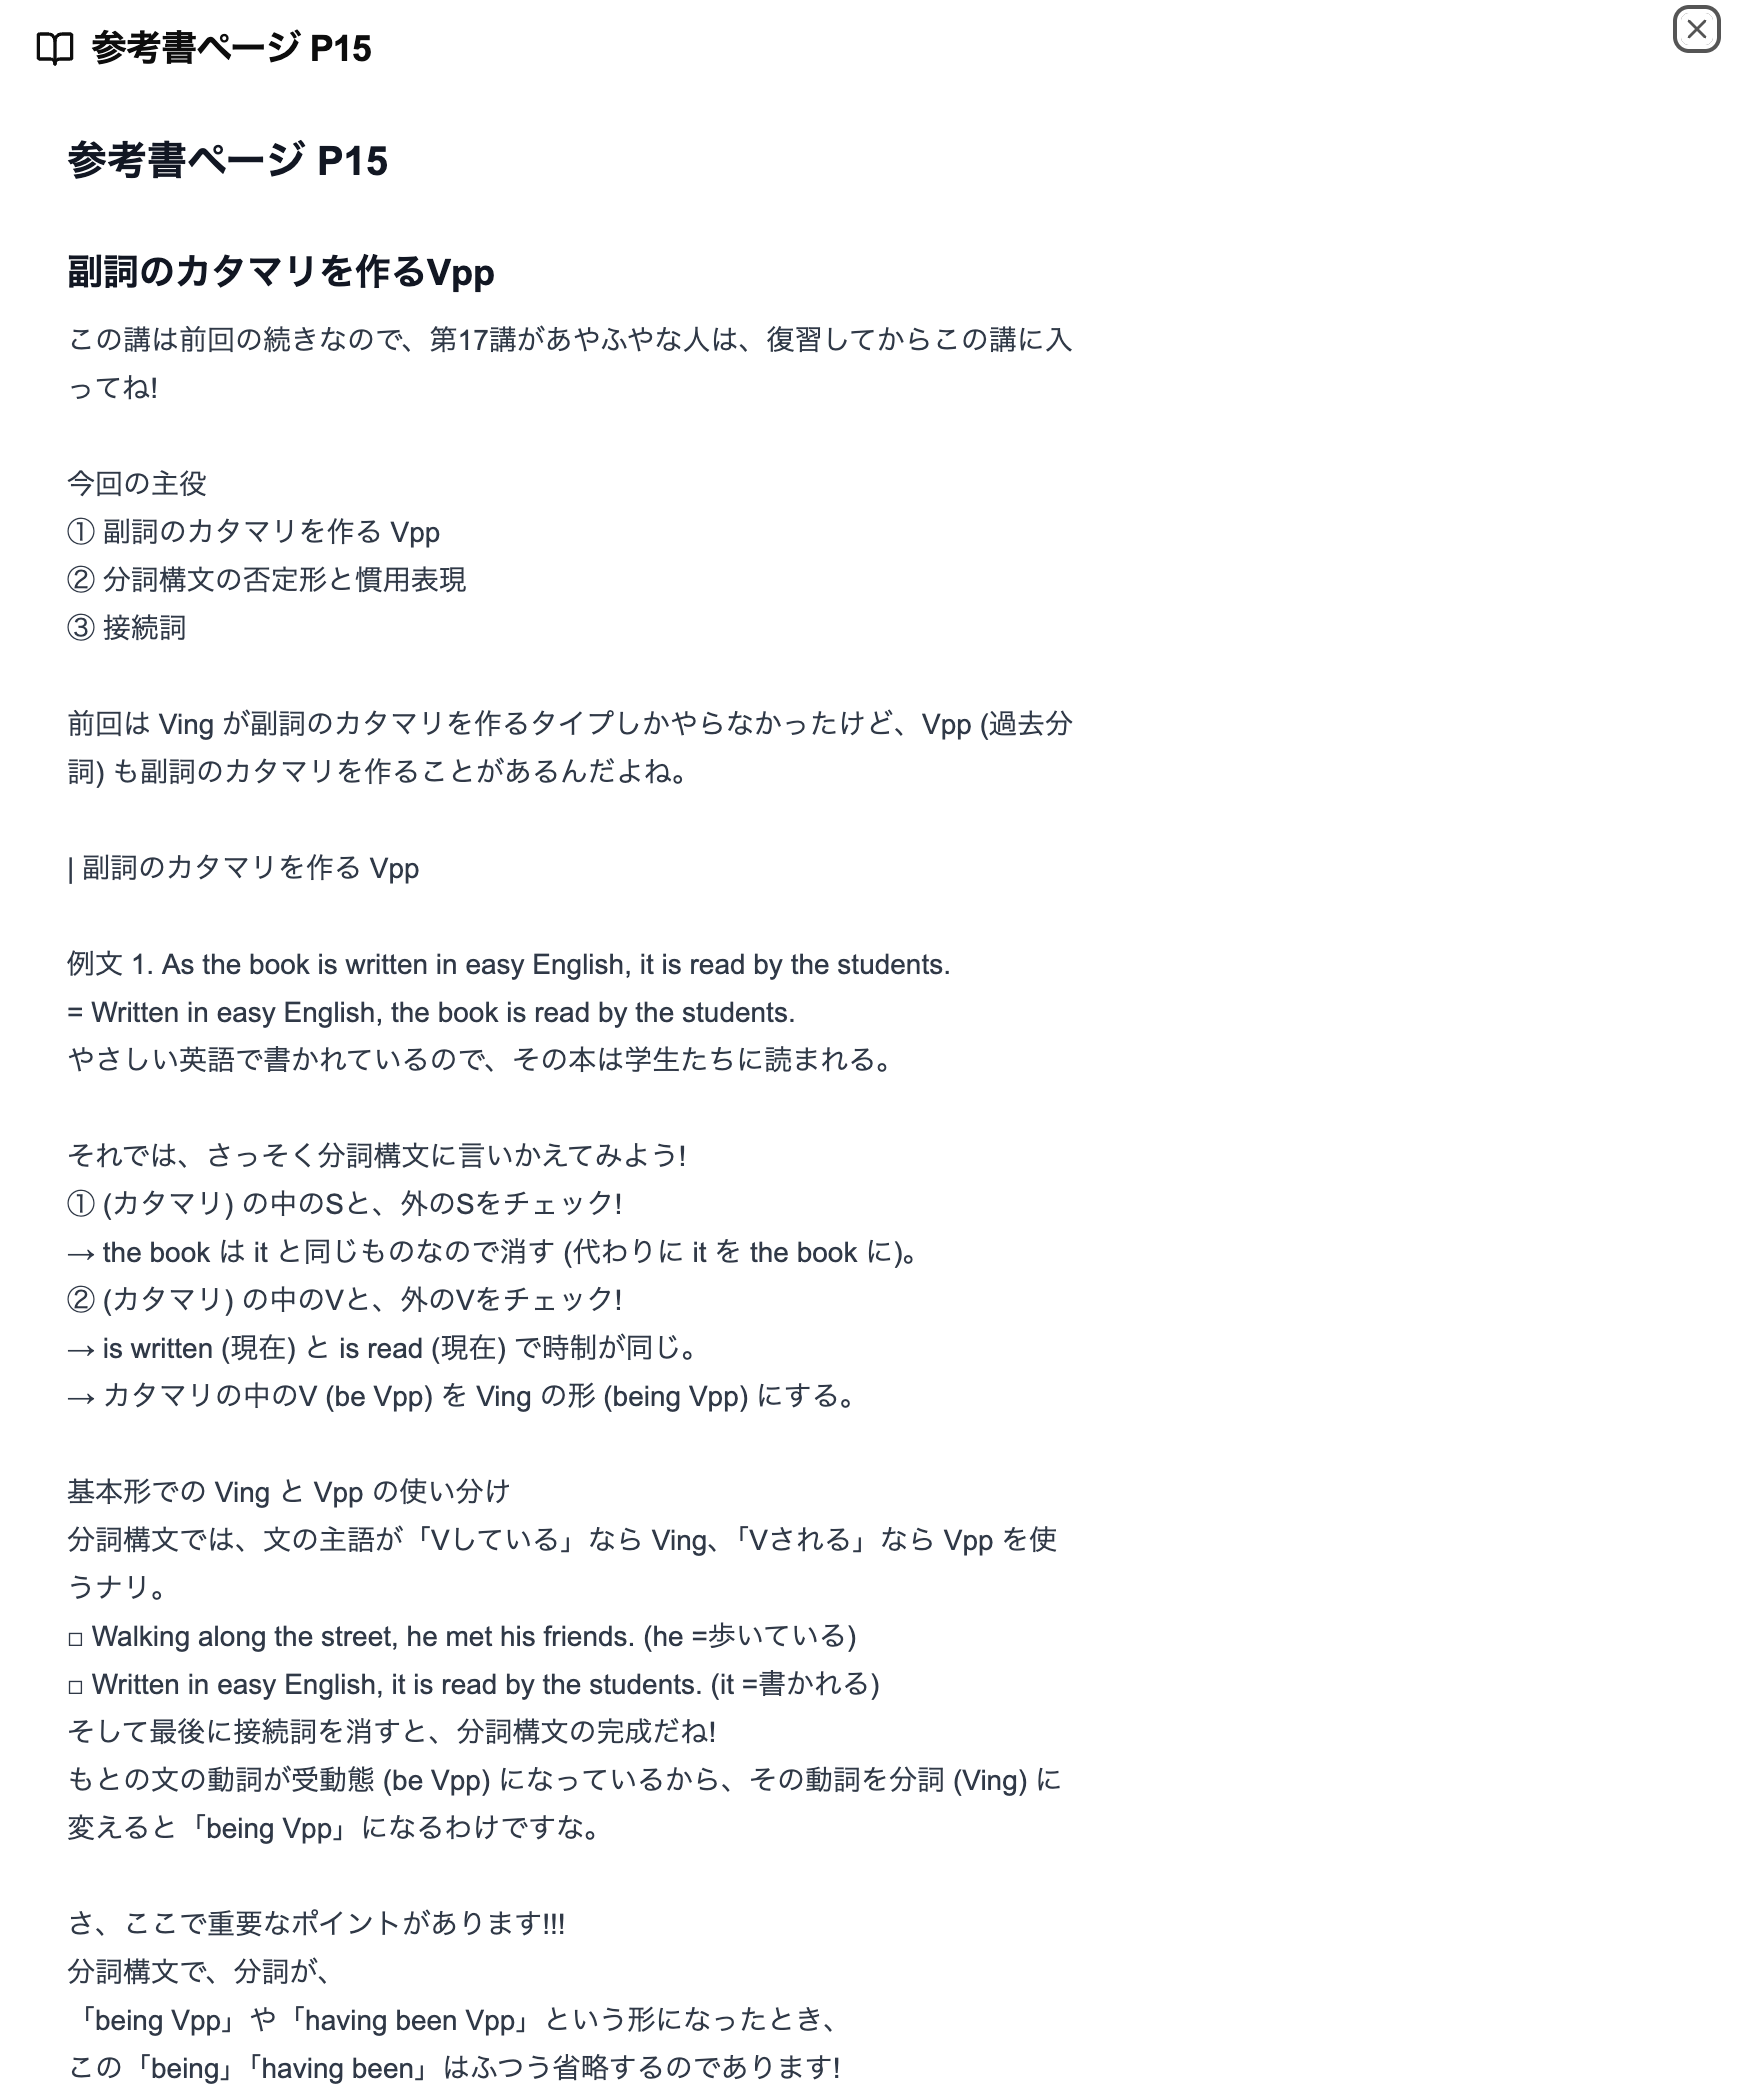 参考書ページ P15
参考書ページ P15
副詞のカタマリを作るVpp
この講は前回の続きなので、第17講があやふやな人は、復習してからこの講に入
ってね!
今回の主役
① 副詞のカタマリを作る Vpp
② 分詞構文の否定形と慣用表現
③ 接続詞
前回は Ving が副詞のカタマリを作るタイプしかやらなかったけど、Vpp (過去分
詞) も副詞のカタマリを作ることがあるんだよね。
| 副詞のカタマリを作る Vpp
例文 1. As the book is written in easy English, it is read by the students.
= Written in easy English, the book is read by the students.
やさしい英語で書かれているので、その本は学生たちに読まれる。
それでは、さっそく分詞構文に言いかえてみよう!
① (カタマリ) の中のSと、外のSをチェック!
→ the book は it と同じものなので消す (代わりに it を the book に)。
② (カタマリ) の中のVと、外のVをチェック!
→ is written (現在) と is read (現在) で時制が同じ。
→ カタマリの中のV (be Vpp) を Ving の形 (being Vpp) にする。
基本形での Ving と Vpp の使い分け
分詞構文では、文の主語が「Vしている」なら Ving、「Vされる」なら Vpp を使
うナリ。
□ Walking along the street, he met his friends. (he =歩いている)
□ Written in easy English, it is read by the students. (it =書かれる)
そして最後に接続詞を消すと、分詞構文の完成だね!
もとの文の動詞が受動態 (be Vpp) になっているから、その動詞を分詞 (Ving) に
変えると「being Vpp」になるわけですな。
さ、ここで重要なポイントがあります!!!
分詞構文で、分詞が、
「being Vpp」や「having been Vpp」という形になったとき、
この「being」「having been」はふつう省略するのであります!